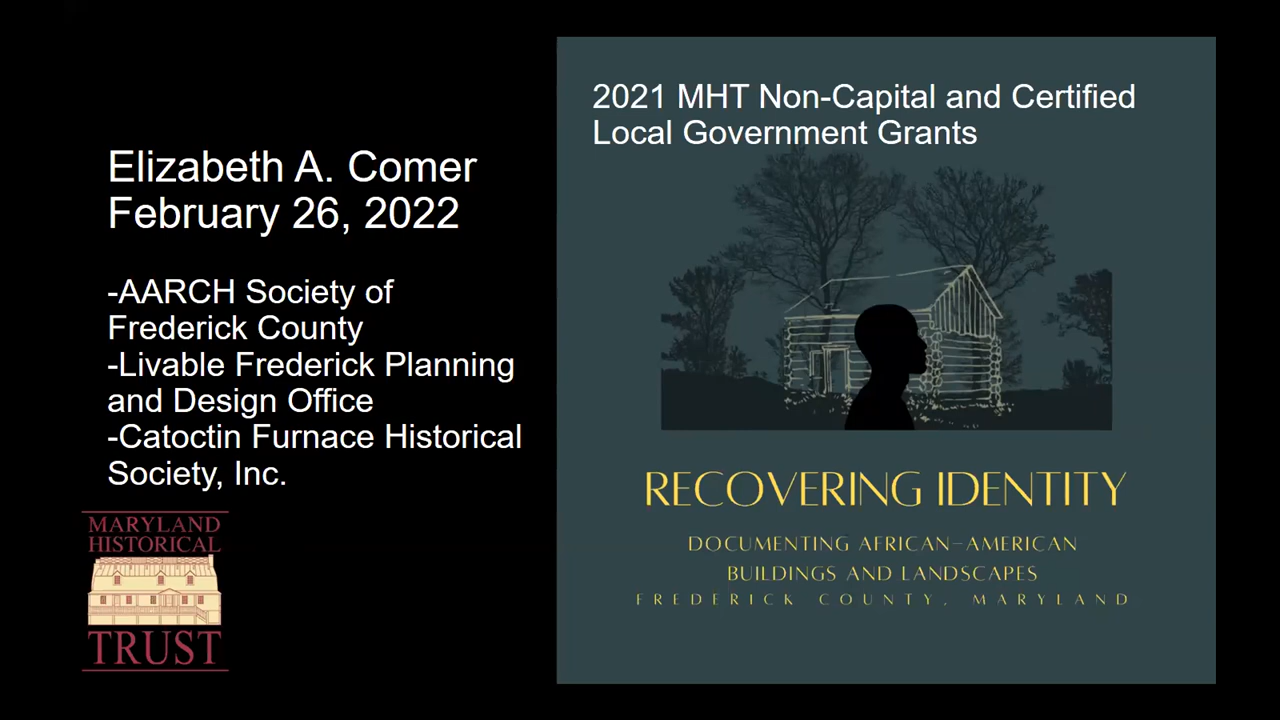 Elizabeth A. Comer
February 26, 2022
-AARCH Society of
Frederick County
-Livable Frederick Planning
and Design Office
-Catoctin Furnace Historical
Society, Inc.
MARYLAND
HISTORICAL
TRUST
2021 MHT Non-Capital and Certified
Local Government Grants
RECOVERING IDENTITY
DOCUMENTING AFRICAN-AMERICAN
BUILDINGS AND LANDSCAPES
FREDERICK COUNTY, MARYLAND